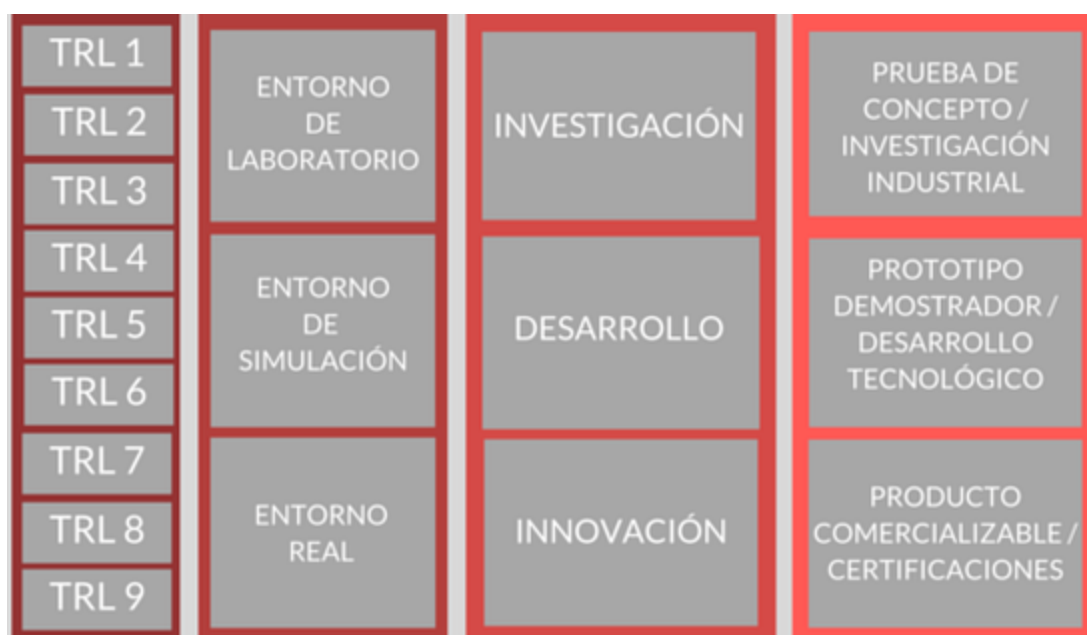 TRL 1
TRL 2
TRL 3
TRL 4
TRL 5
TRL 6
TRL 7
TRL 8
TRL 9
ENTORNO
DE
LABORATORIO
ENTORNO
DE
SIMULACIÓN
ENTORNO
REAL
INVESTIGACIÓN
DESARROLLO
INNOVACIÓN
PRUEBA DE
CONCEPTO /
INVESTIGACIÓN
INDUSTRIAL
PROTOTIPO
DEMOSTRADOR /
DESARROLLO
TECNOLÓGICO
PRODUCTO
COMERCIALIZABLE /
CERTIFICACIONES